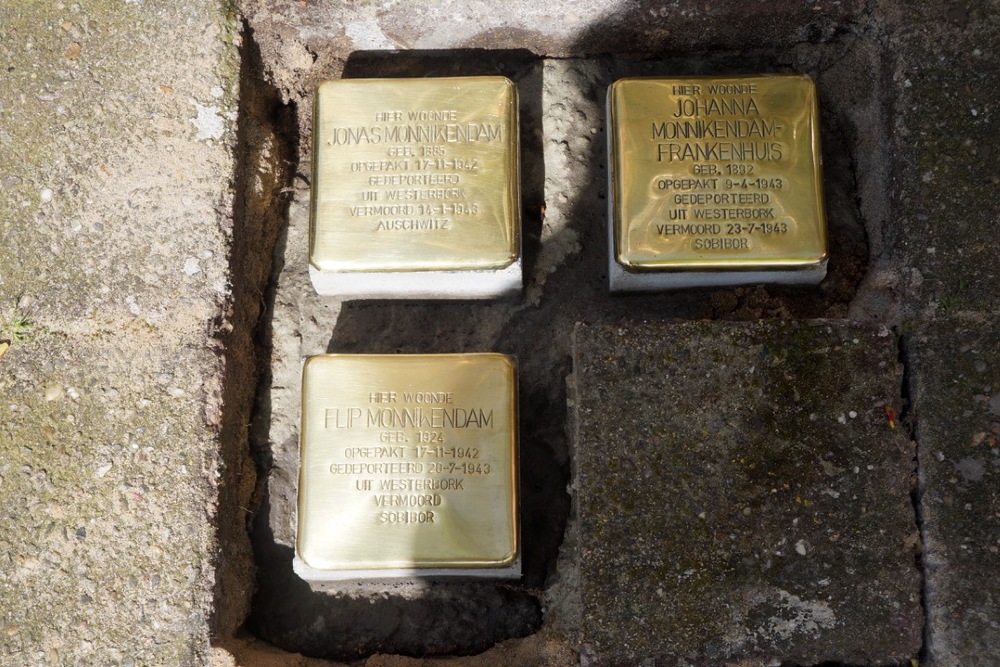 HIER WOONDE
JONAS MONNIKENDAM
GEB. 1885
OPGEPAKT 17-11-1942
GEDEPORTEERD
UIT WESTERBORK
VERMOORD 14-1-1943
AUSCHWITZ
HIER WOONDE
JOHANNA
MONNIKENDAM-
FRANKENHUIS
GEB. 1892
OPGEPAKT 9-4-1943
GEDEPORTEERD
UIT WESTERBORK
VERMOORD 23-7-1943
SOBIBOR
HIER WOONDE
FLIP MONNIKENDAM
GEB. 1924
OPGEPAKT 17-11-1942
GEDEPORTEERD 20-7-1943
UIT WESTERBORK
VERMOORD
SOBIBOR